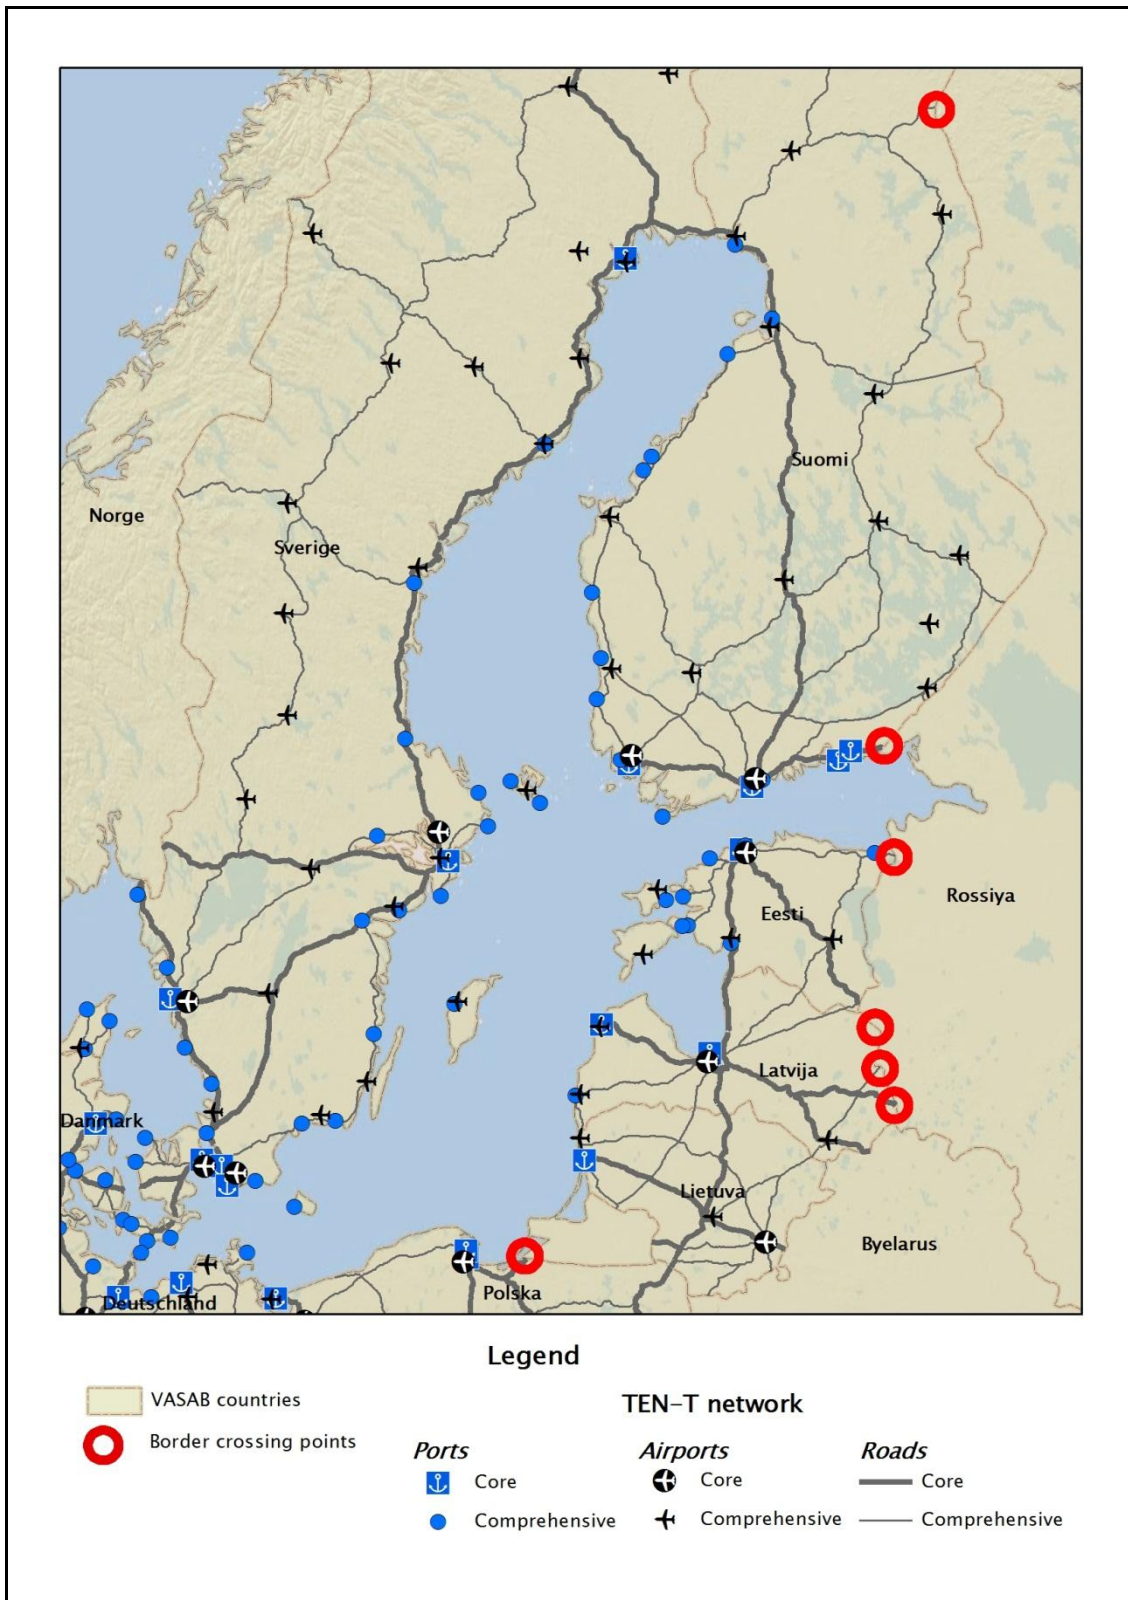 Suomi
Norge
Sverige
Rossiya
Eesti
Latvija
Danmark
Lietuva
Byelarus
Polska
Deutschland
Legend
VASAB countries
Border crossing points
TEN-T network
Ports
Core
Comprehensive
Airports
Core
Comprehensive
Roads
Core
Comprehensive